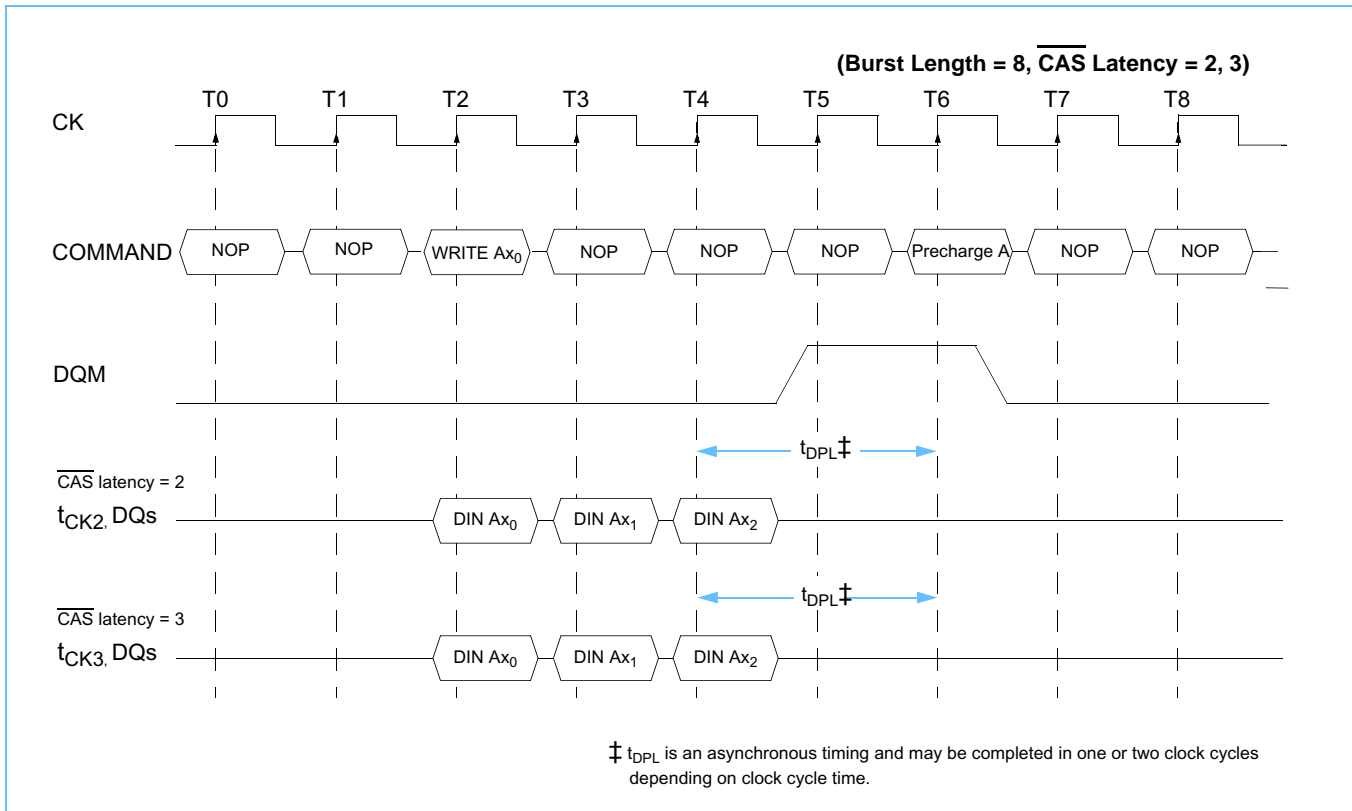 (Burst Length = 8, CAS Latency = 2, 3)
T0 T1 T2 T3 T4 T5 T6 T7 T8
CK
COMMAND NOP NOP WRITE Ax0 NOP NOP NOP Precharge A NOP NOP
DQM
tDPL‡
CAS latency = 2
tCK2, DQs DIN Ax0 DIN Ax1 DIN Ax2
tDPL‡
CAS latency = 3
tCK3, DQs DIN Ax0 DIN Ax1 DIN Ax2
‡ tDPL is an asynchronous timing and may be completed in one or two clock cycles
depending on clock cycle time.